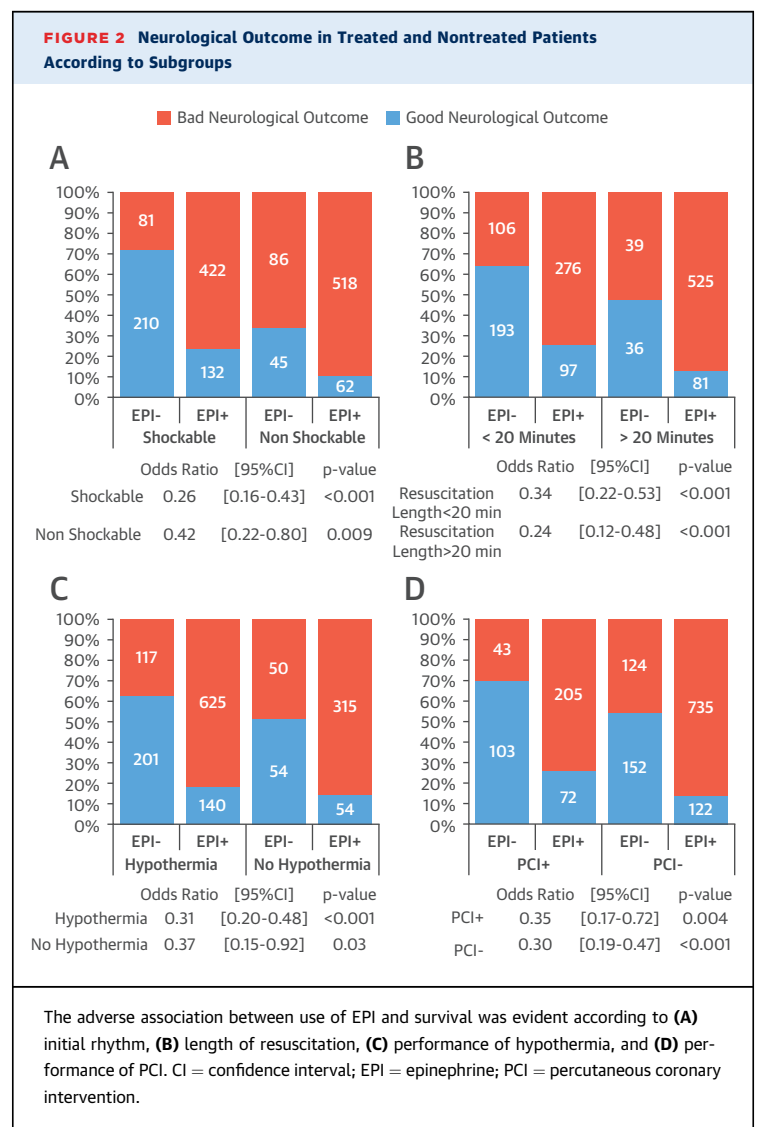 FIGURE 2 Neurological Outcome in Treated and Nontreated Patients
According to Subgroups
Bad Neurological Outcome Good Neurological Outcome
A
100%
90%
80%
70%
60%
50%
40%
30%
20%
10%
0%
81
210
422
132
86
45
518
62
EPI- EPI+ EPI- EPI+
Shockable Non Shockable
Odds Ratio [95%CI] p-value
Shockable 0.26 [0.16-0.43] <0.001
Non Shockable 0.42 [0.22-0.80] 0.009
B
100%
90%
80%
70%
60%
50%
40%
30%
20%
10%
0%
106
193
276
97
39
36
525
81
EPI- EPI+ EPI- EPI+
< 20 Minutes > 20 Minutes
Odds Ratio [95%CI] p-value
Resuscitation 0.34 [0.22-0.53] <0.001
Length<20 min
Resuscitation 0.24 [0.12-0.48] <0.001
Length>20 min
C
100%
90%
80%
70%
60%
50%
40%
30%
20%
10%
0%
117
201
625
140
50
54
315
54
EPI- EPI+ EPI- EPI+
Hypothermia No Hypothermia
Odds Ratio [95%CI] p-value
Hypothermia 0.31 [0.20-0.48] <0.001
No Hypothermia 0.37 [0.15-0.92] 0.03
D
100%
90%
80%
70%
60%
50%
40%
30%
20%
10%
0%
43
103
205
72
124
152
735
122
EPI- EPI+ EPI- EPI+
PCI+ PCI-
Odds Ratio [95%CI] p-value
PCI+ 0.35 [0.17-0.72] 0.004
PCI- 0.30 [0.19-0.47] <0.001
The adverse association between use of EPI and survival was evident according to (A)
initial rhythm, (B) length of resuscitation, (C) performance of hypothermia, and (D) per-
formance of PCI. CI = confidence interval; EPI = epinephrine; PCI = percutaneous coronary
intervention.